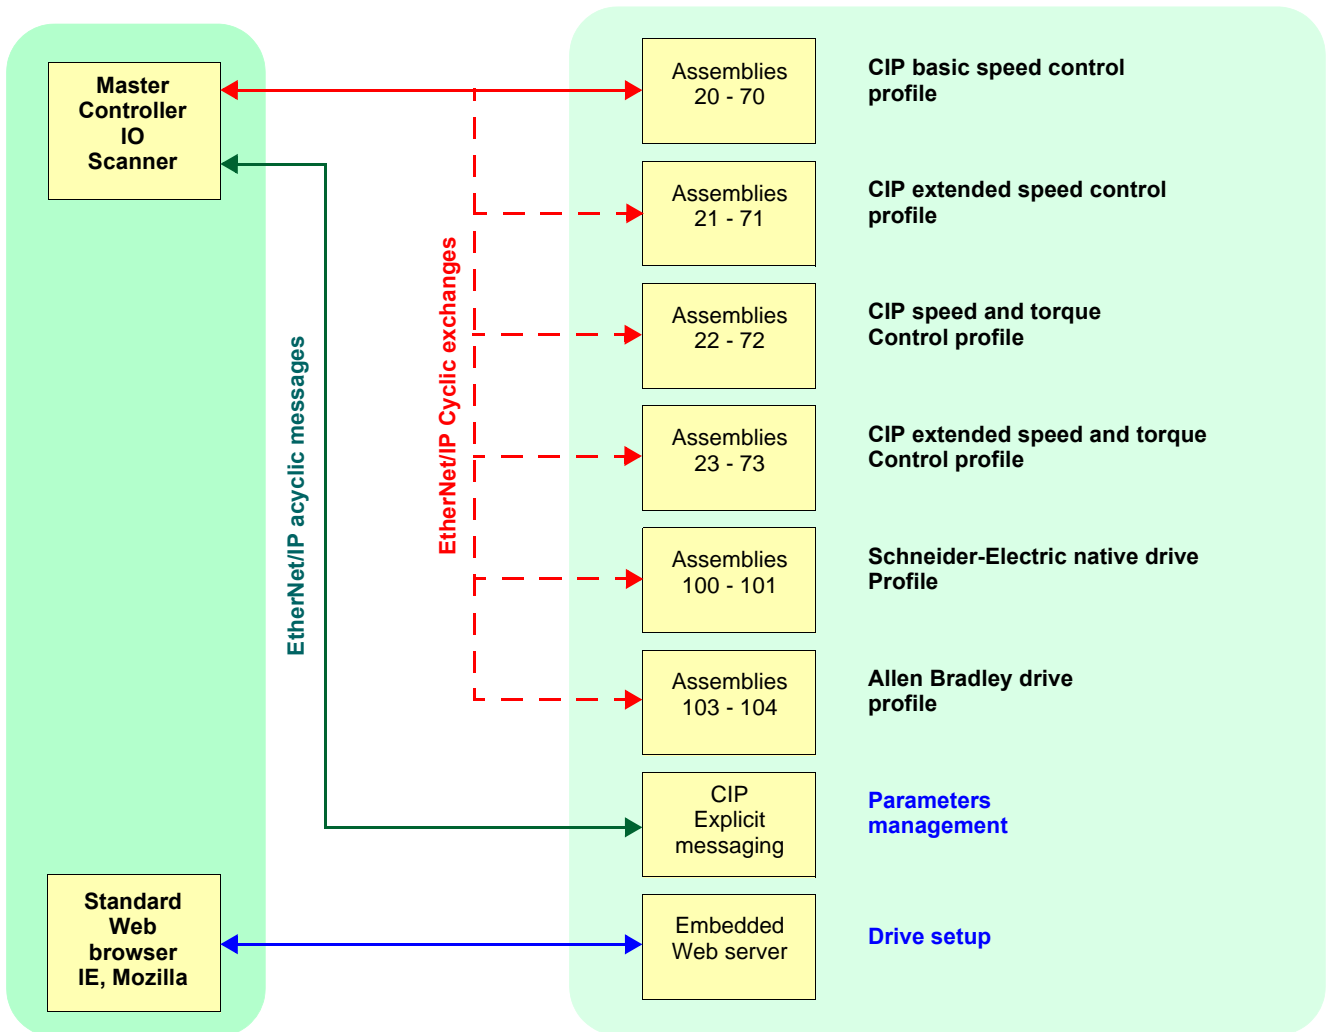 Master
Controller
IO
Scanner
EtherNet/IP acyclic messages
EtherNet/IP Cyclic exchanges
Assemblies
20 - 70
CIP basic speed control
profile
Assemblies
21 - 71
CIP extended speed control
profile
Assemblies
22 - 72
CIP speed and torque
Control profile
Assemblies
23 - 73
CIP extended speed and torque
Control profile
Assemblies
100 - 101
Schneider-Electric native drive
Profile
Assemblies
103 - 104
Allen Bradley drive
profile
CIP
Explicit
messaging
Parameters
management
Standard
Web
browser
IE, Mozilla
Embedded
Web server
Drive setup